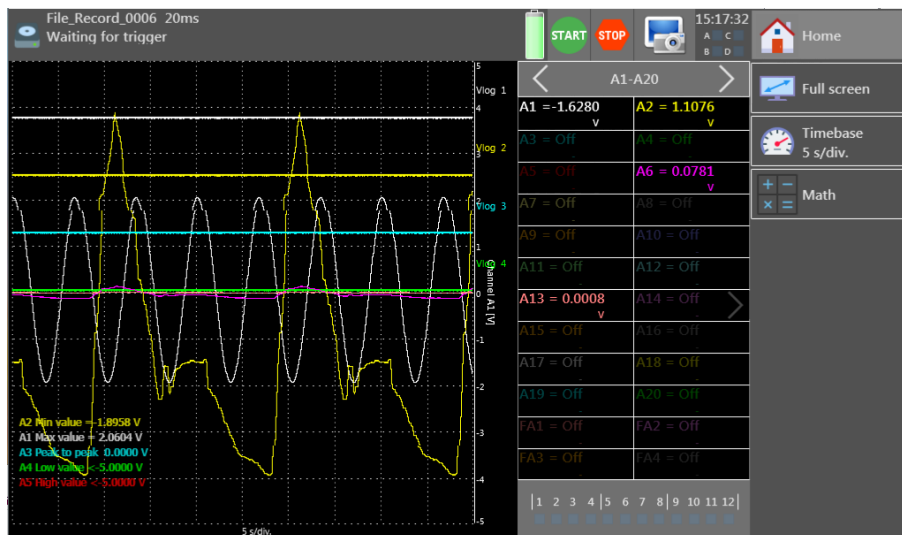 File_Record_0006 20ms
Waiting for trigger
START
STOP
15:17:32
A C
B D
Home
Full screen
Timebase
5 s/div.
Math
A1-A20
A1 =-1.6280 A2 = 1.1076
V V
A3 = Off A4 = Off
A5 = Off A6 = 0.0781
V
A7 = Off A8 = Off
A9 = Off A10 = Off
A11 = Off A12 = Off
A13 = 0.0008 A14 = Off
V
A15 = Off A16 = Off
A17 = Off A18 = Off
A19 = Off A20 = Off
FA1 = Off FA2 = Off
FA3 = Off FA4 = Off
1 2 3 4 5 6 7 8 9 10 11 12
5
Vlog 1
4
Vlog 2
3
2
Vlog 3
1
Vlog 4
0
-1
-2
-3
-4
-5
Channel A1 [V]
A2 Min value =-1.8958 V
A1 Max value = 2.0604 V
A3 Peak to peak 0.0000 V
A4 Low value <-5.0000 V
A5 High value <-5.0000 V
5 s/div.